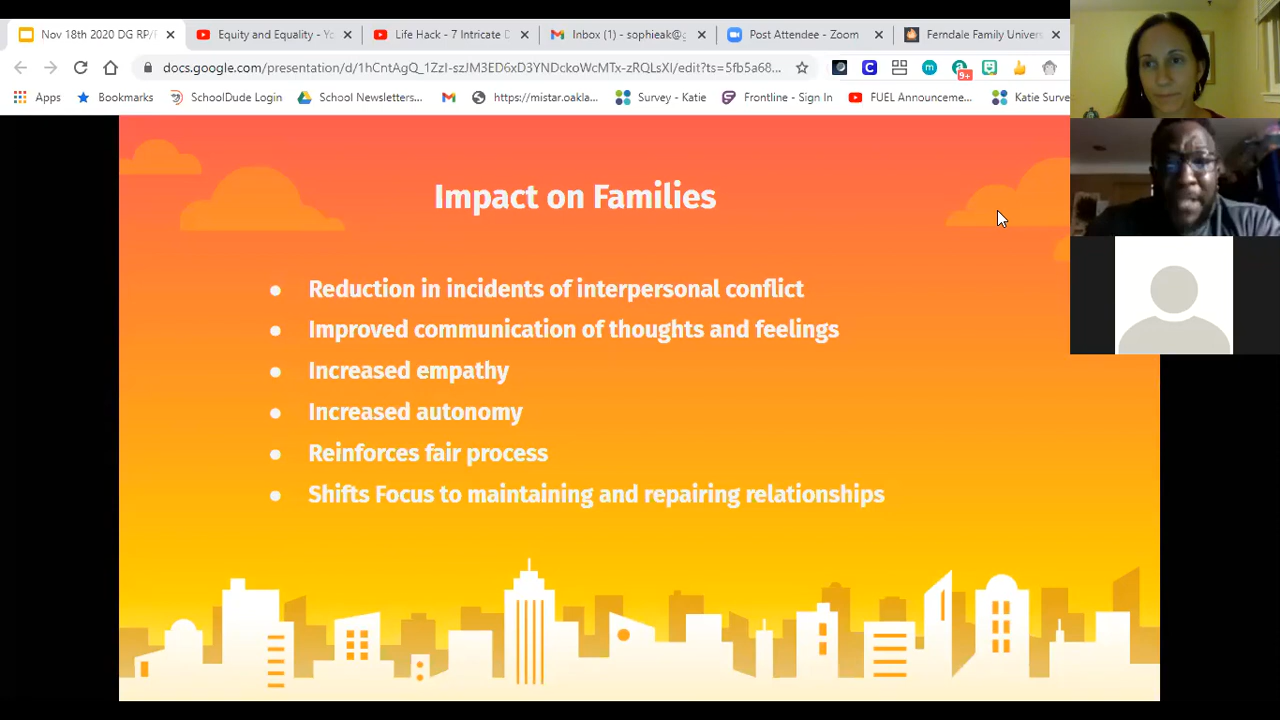 Nov 18th 2020 DG RP/
Equity and Equality - Yo
Life Hack - 7 Intricate D
Inbox (1) - sophieak@g
Post Attendee - Zoom
Ferndale Family Univers
docs.google.com/presentation/d/1hCntAgQ_1ZzI-szJM3ED6xD3YNDckoWcMTx-zRQLsXI/edit?ts=5fb5a68...
9+
Apps
Bookmarks
SchoolDude Login
School Newsletters...
https://mistar.oakla...
Survey - Katie
Frontline - Sign In
FUEL Announceme...
Katie Surve
Impact on Families
● Reduction in incidents of interpersonal conflict
● Improved communication of thoughts and feelings
● Increased empathy
● Increased autonomy
● Reinforces fair process
● Shifts Focus to maintaining and repairing relationships